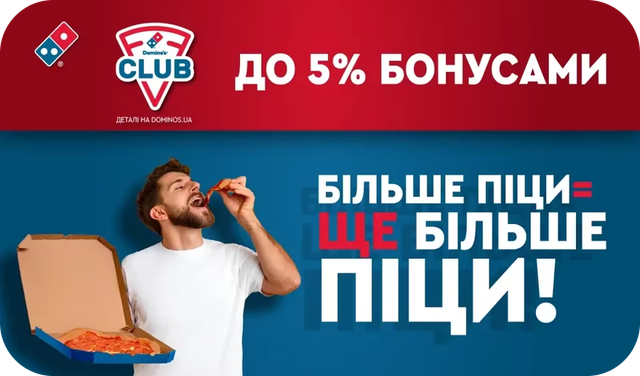 Domino's
CLUB
ДЕТАЛІ НА DOMINOS.UA
ДО 5% БОНУСАМИ
БІЛЬШЕ ПІЦИ=
ЩЕ БІЛЬШЕ
ПІЦИ!